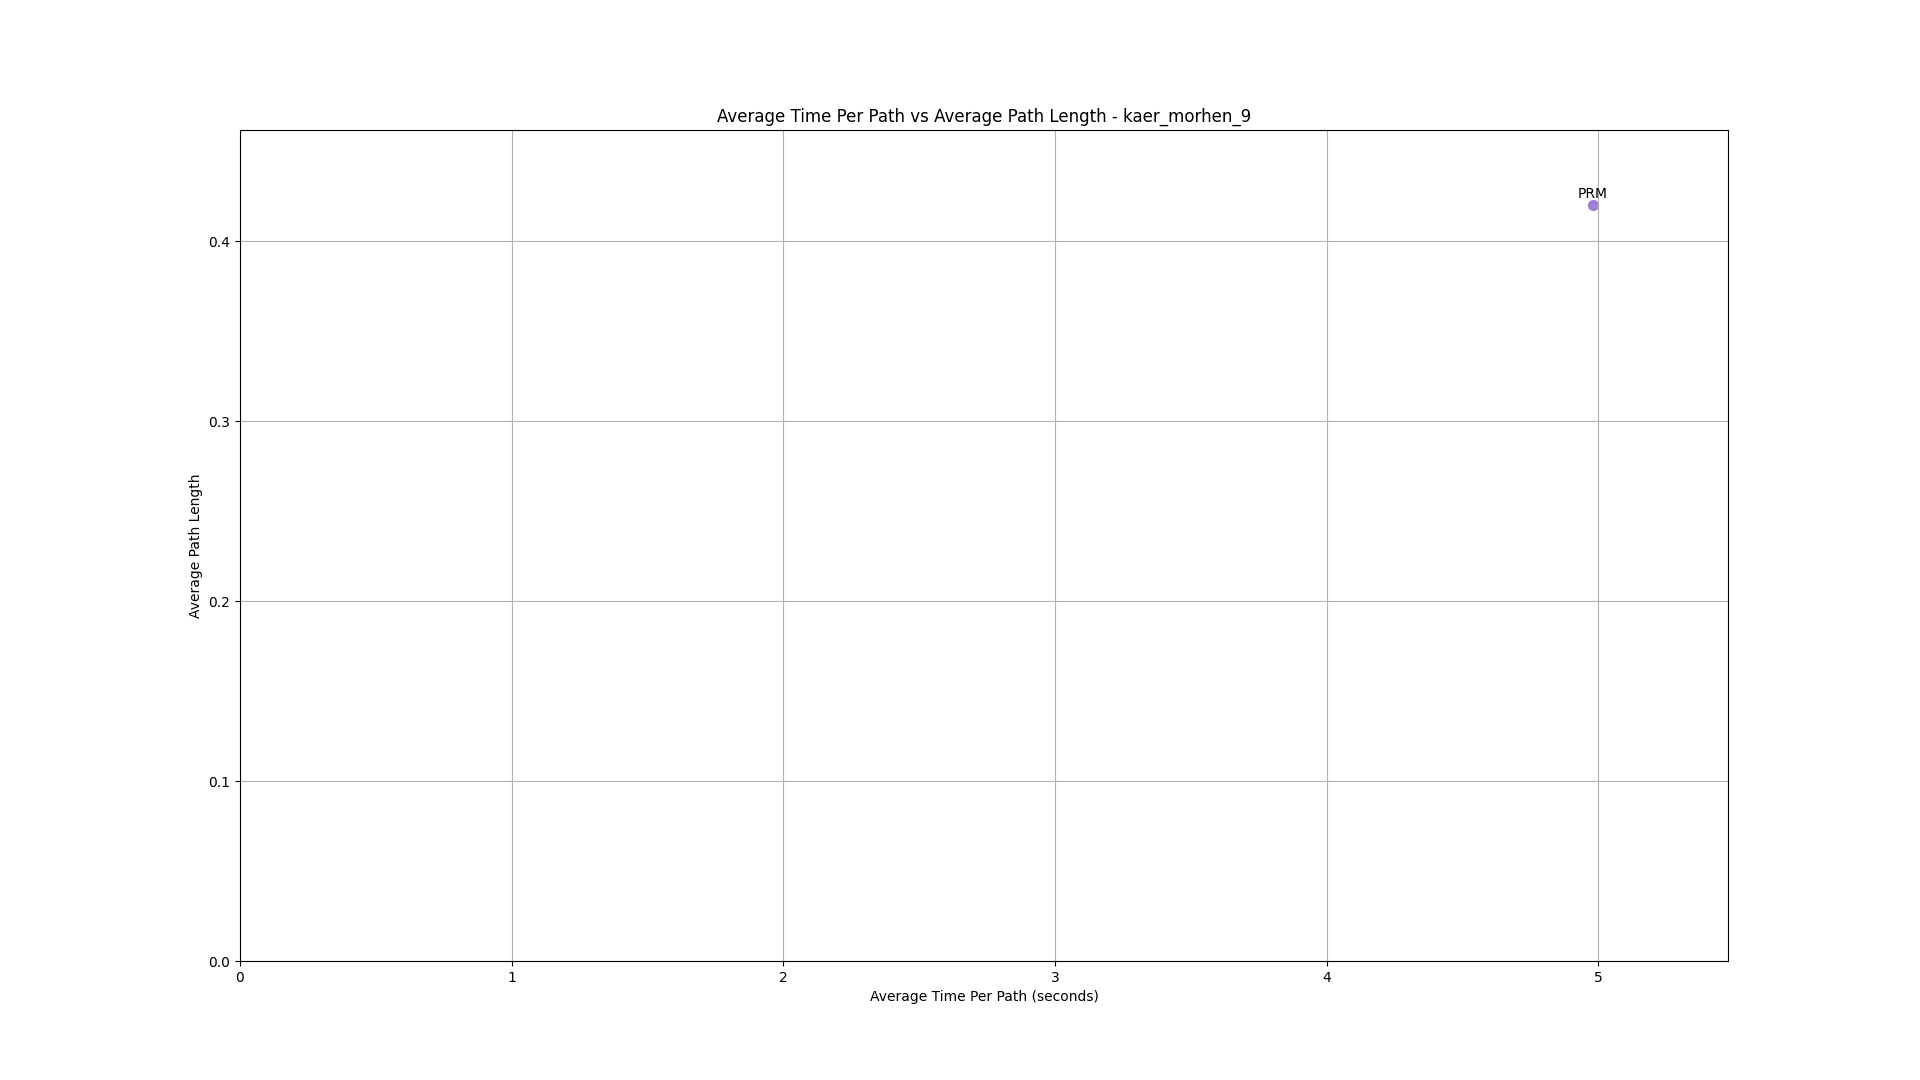 Average Time Per Path vs Average Path Length - kaer_morhen_9
PRM
0.4
0.3
0.2
0.1
0.0
Average Path Length
0 1 2 3 4 5
Average Time Per Path (seconds)